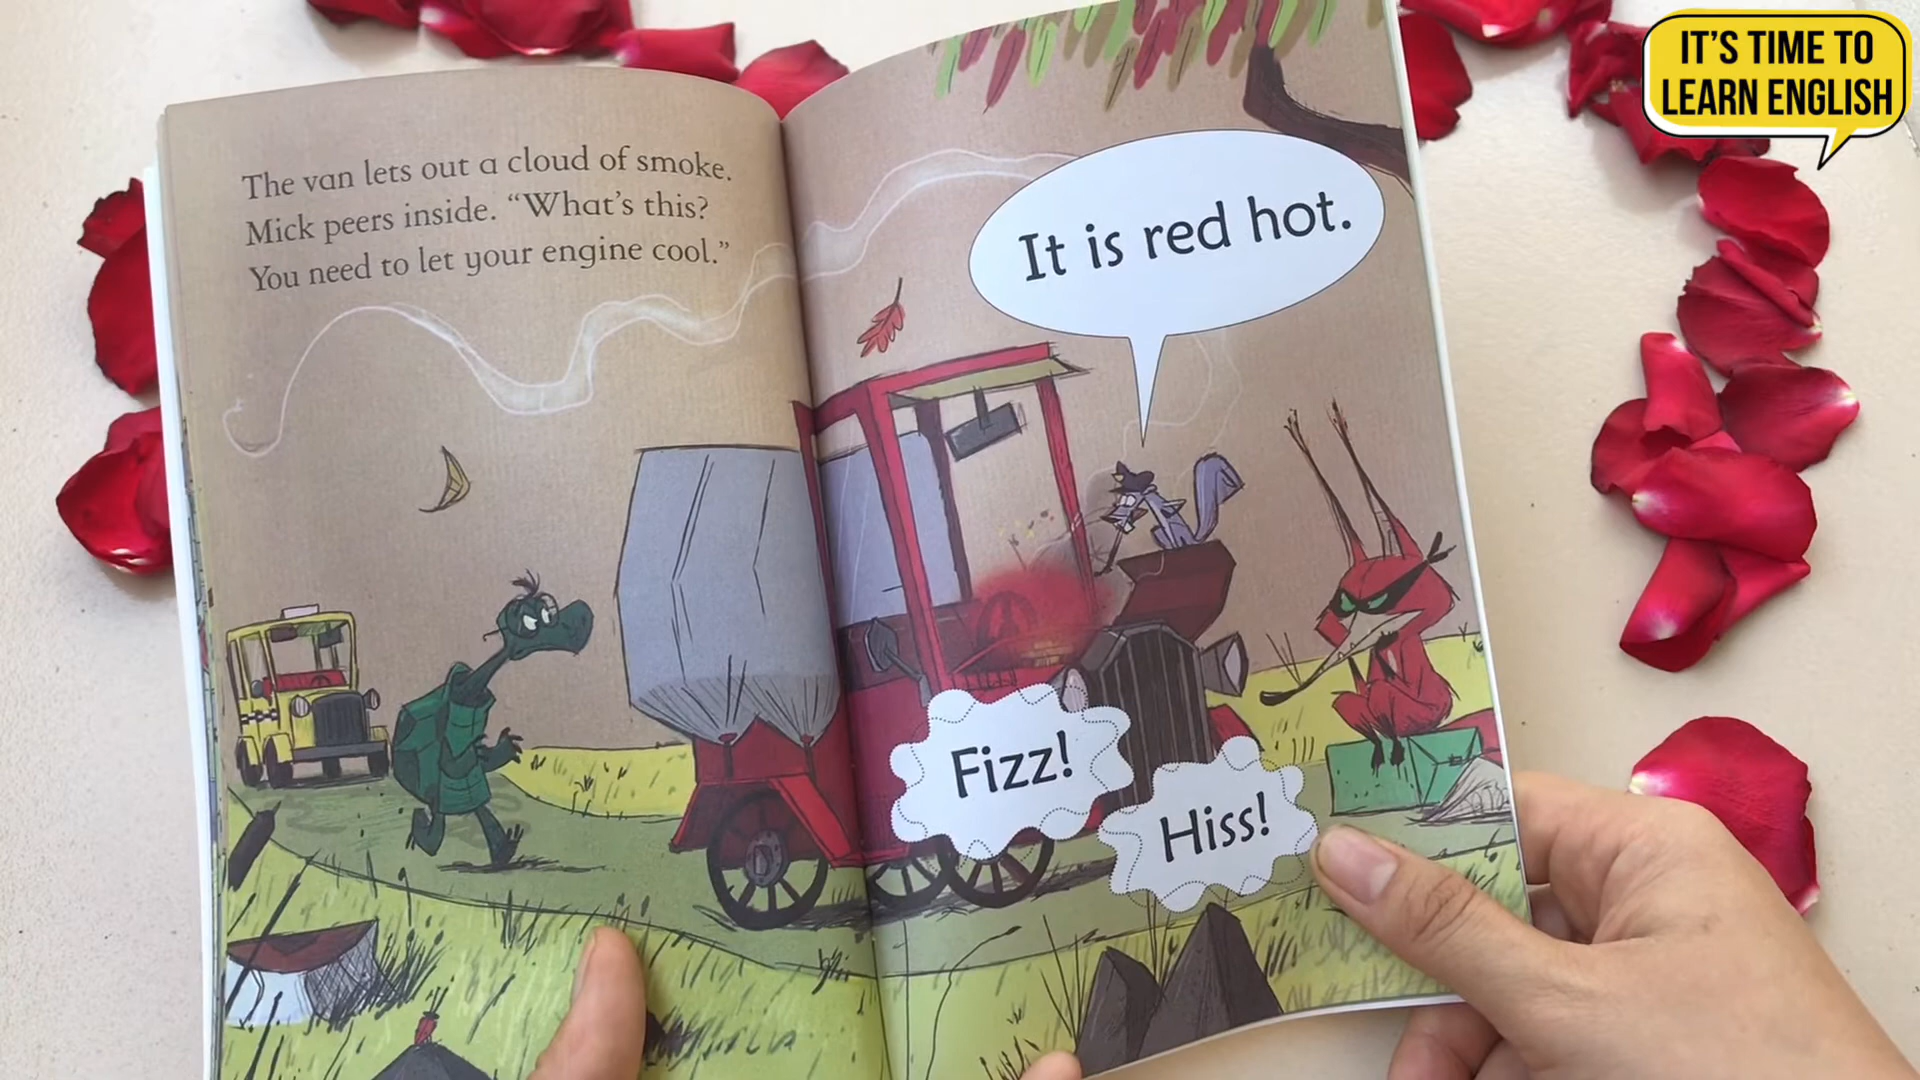 The van lets out a cloud of smoke.
Mick peers inside. “What’s this?
You need to let your engine cool.”
It is red hot.
Fizz!
Hiss!
IT’S TIME TO
LEARN ENGLISH